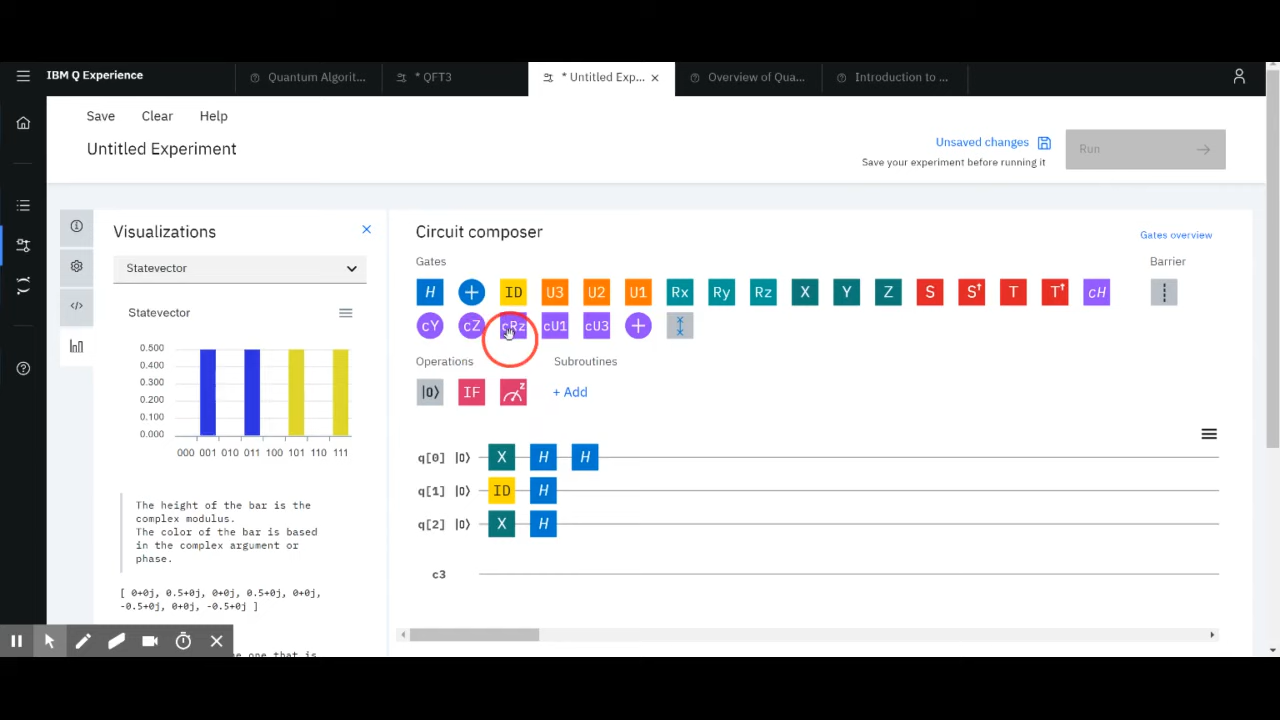 IBM Q Experience
Quantum Algorit...
* QFT3
* Untitled Exp...
Overview of Qua...
Introduction to ...
Save Clear Help
Untitled Experiment
Unsaved changes
Save your experiment before running it
Run
Visualizations
Statevector
Statevector
0.500
0.400
0.300
0.200
0.100
0.000
000 001 010 011 100 101 110 111
The height of the bar is the
complex modulus.
The color of the bar is based
in the complex argument or
phase.
[ 0+0j, 0.5+0j, 0+0j, 0.5+0j, 0+0j,
-0.5+0j, 0+0j, -0.5+0j ]
Circuit composer
Gates overview
Gates
Barrier
H + ID U3 U2 U1 Rx Ry Rz X Y Z S S† T T† cH
cY cZ cRz cU1 cU3 +
Operations Subroutines
|0⟩ IF z + Add
q[0] |0⟩ X H H
q[1] |0⟩ ID H
q[2] |0⟩ X H
c3